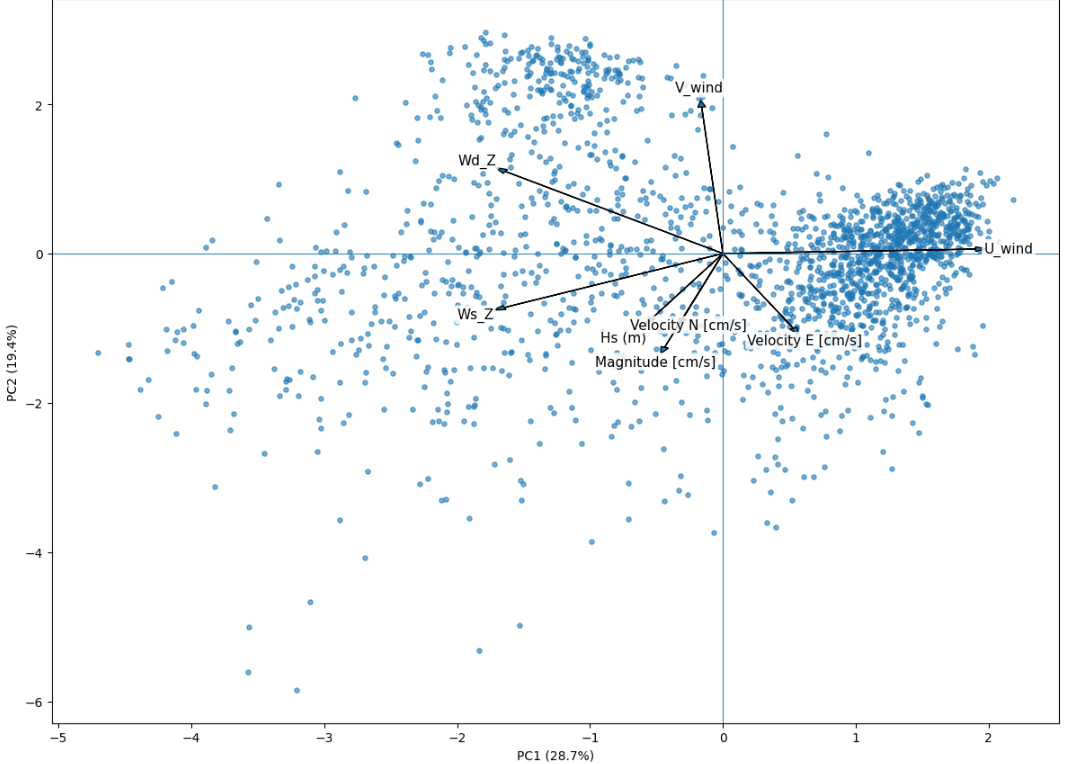 V_wind
Wd_Z
U_wind
Ws_Z
Velocity N [cm/s]
Hs (m)
Velocity E [cm/s]
Magnitude [cm/s]
2
0
−2
−4
−6
PC2 (19.4%)
−5 −4 −3 −2 −1 0 1 2
PC1 (28.7%)